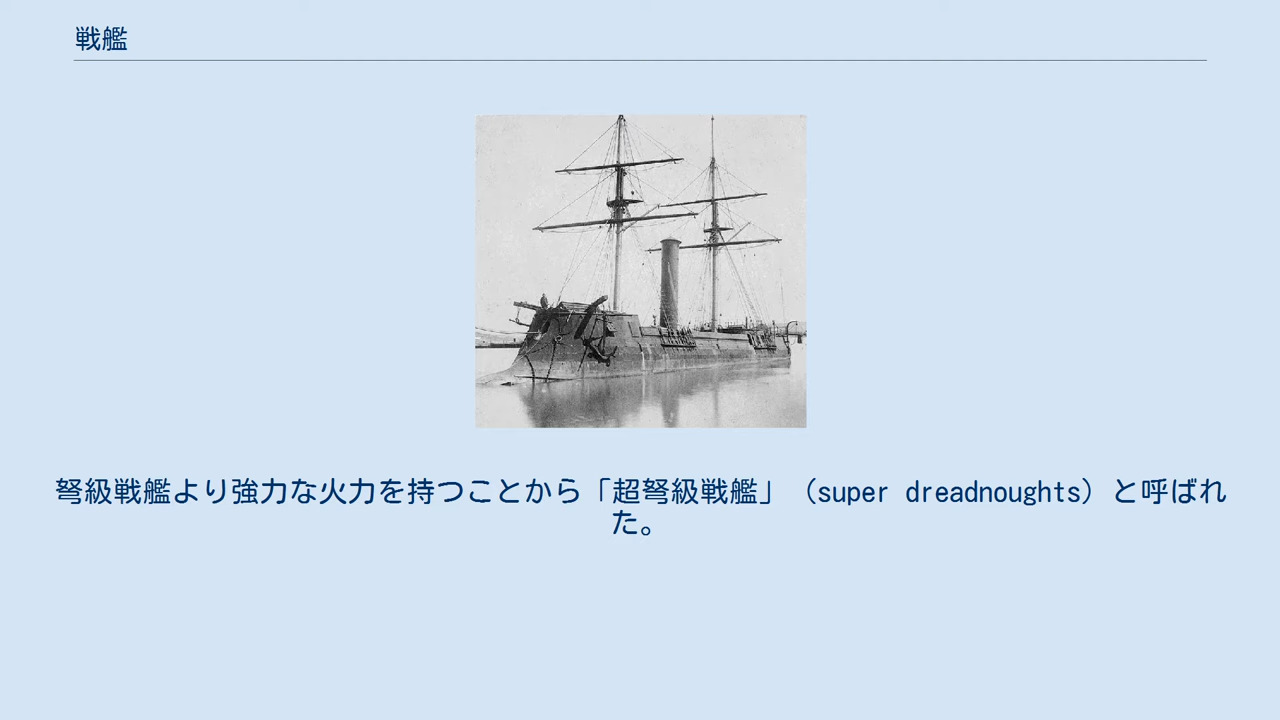 戦艦
弩級戦艦より強力な火力を持つことから「超弩級戦艦」（super dreadnoughts）と呼ばれ
た。